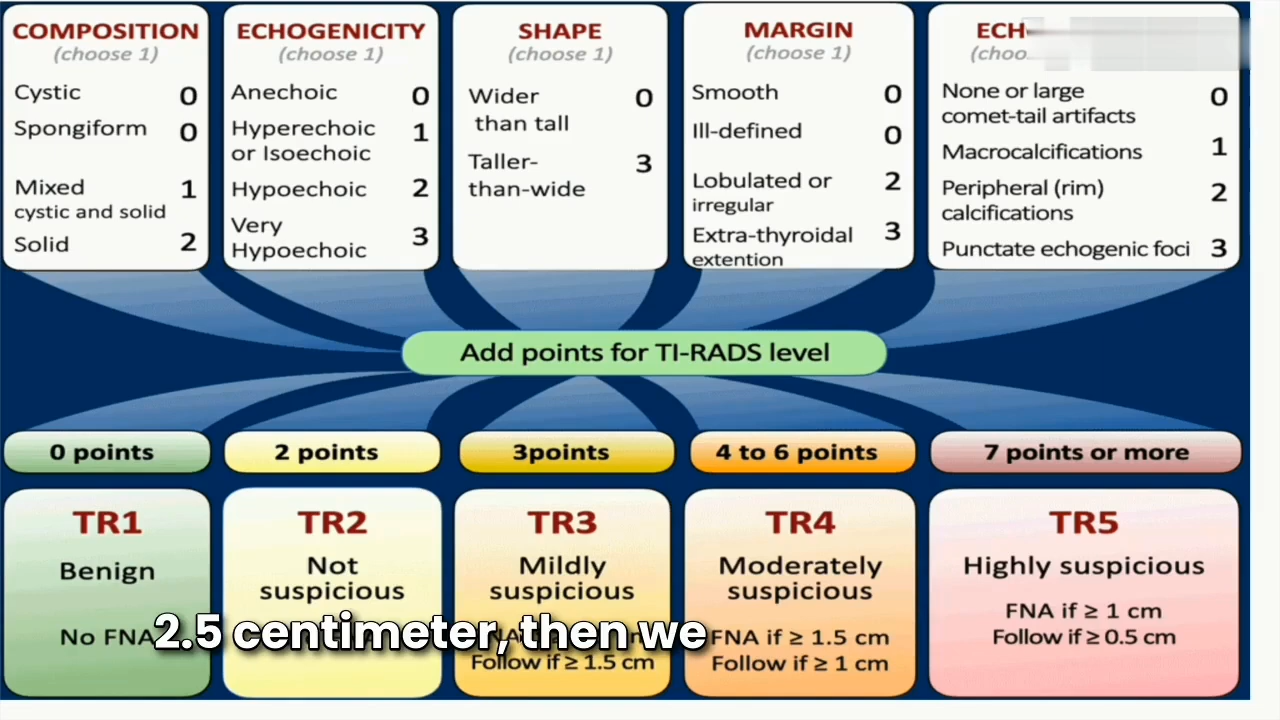 COMPOSITION
(choose 1)
Cystic 0
Spongiform 0
Mixed 1
cystic and solid
Solid 2
ECHOGENICITY
(choose 1)
Anechoic 0
Hyperechoic 1
or Isoechoic
Hypoechoic 2
Very
Hypoechoic 3
SHAPE
(choose 1)
Wider 0
than tall
Taller- 3
than-wide
MARGIN
(choose 1)
Smooth 0
Ill-defined 0
Lobulated or 2
irregular
Extra-thyroidal 3
extention
None or large 0
comet-tail artifacts
Macrocalcifications 1
Peripheral (rim) 2
calcifications
Punctate echogenic foci 3
Add points for TI-RADS level
0 points
2 points
3points
4 to 6 points
7 points or more
TR1
Benign
No FNA
TR2
Not
suspicious
TR3
Mildly
suspicious
Follow if ≥ 1.5 cm
TR4
Moderately
suspicious
FNA if ≥ 1.5 cm
Follow if ≥ 1 cm
TR5
Highly suspicious
FNA if ≥ 1 cm
Follow if ≥ 0.5 cm
2.5 centimeter, then we